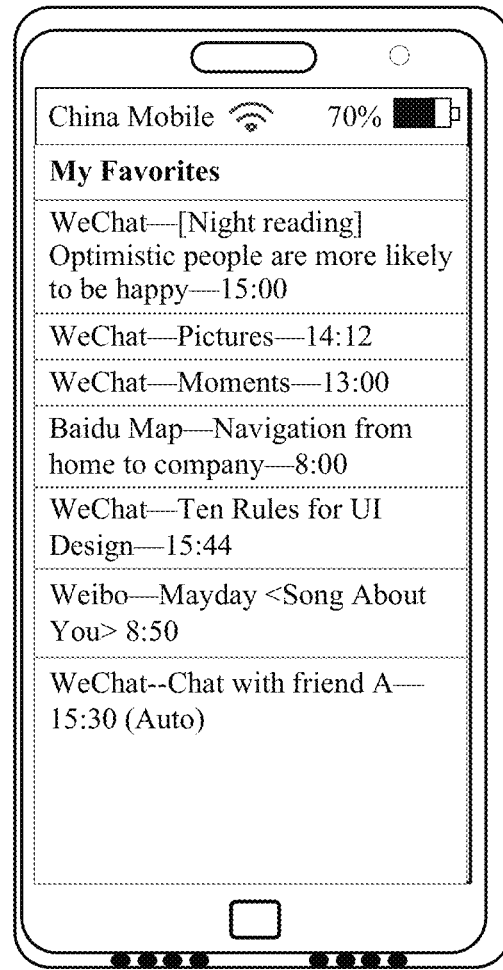 China Mobile 70%
My Favorites
WeChat—[Night reading]
Optimistic people are more likely
to be happy—15:00
WeChat—Pictures—14:12
WeChat—Moments—13:00
Baidu Map—Navigation from
home to company—8:00
WeChat—Ten Rules for UI
Design—15:44
Weibo—Mayday <Song About
You> 8:50
WeChat--Chat with friend A—
15:30 (Auto)